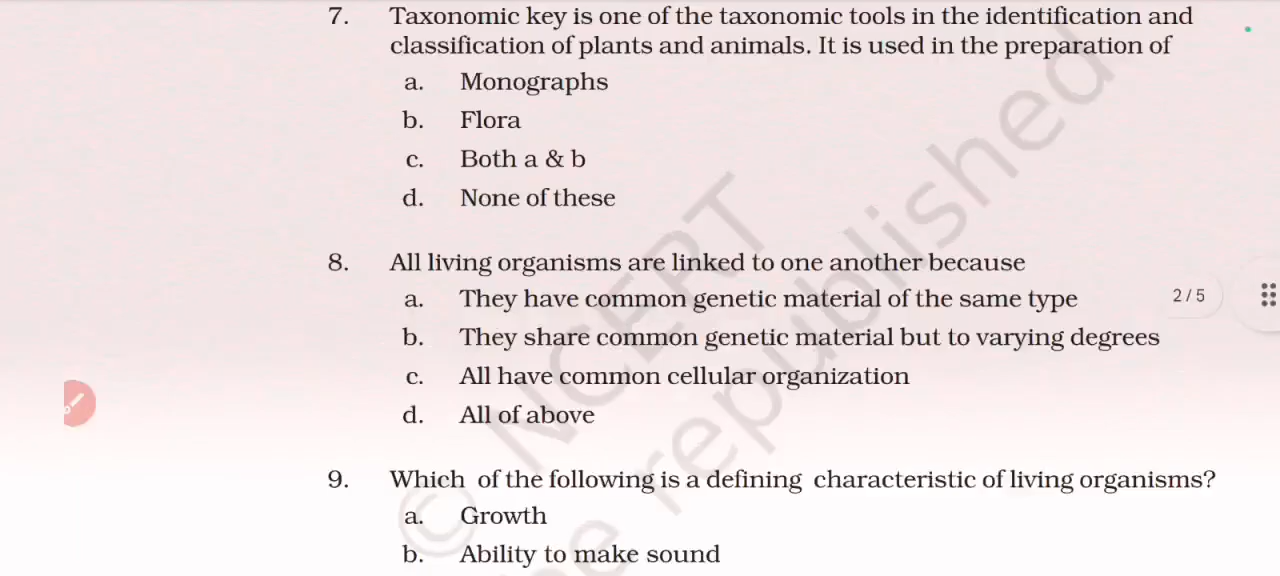 7. Taxonomic key is one of the taxonomic tools in the identification and
classification of plants and animals. It is used in the preparation of
a. Monographs
b. Flora
c. Both a & b
d. None of these
8. All living organisms are linked to one another because
a. They have common genetic material of the same type
2/5
b. They share common genetic material but to varying degrees
c. All have common cellular organization
d. All of above
9. Which of the following is a defining characteristic of living organisms?
a. Growth
b. Ability to make sound
© NCERT
be republished